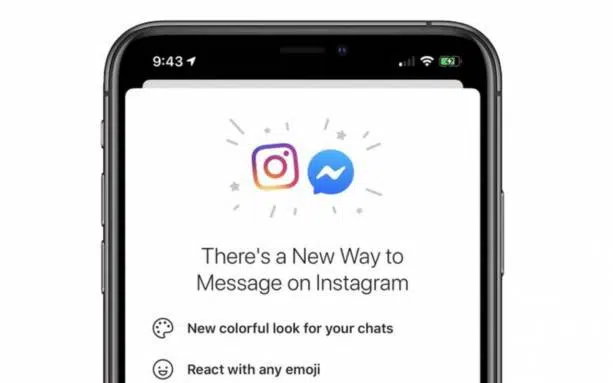 9:43
There's a New Way to
Message on Instagram
New colorful look for your chats
React with any emoji